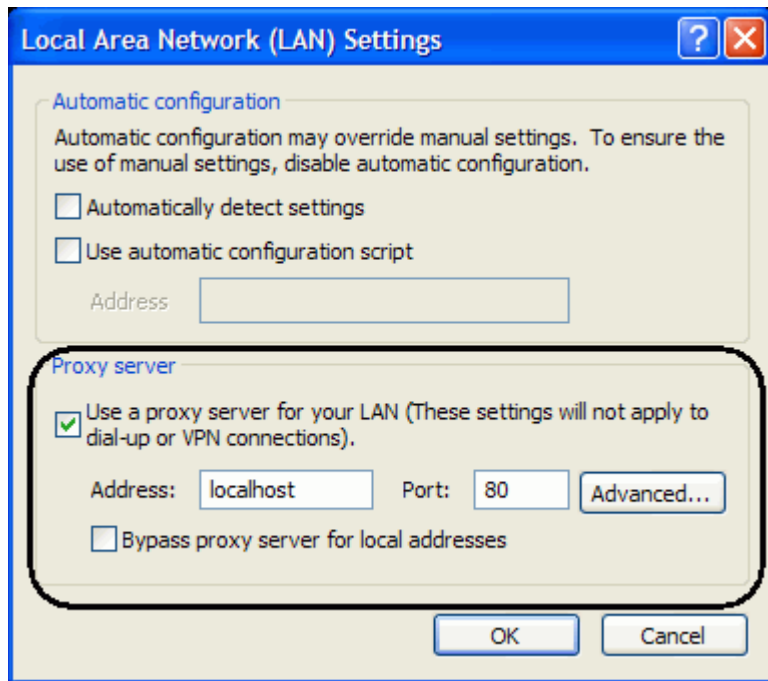 Local Area Network (LAN) Settings
?
Automatic configuration
Automatic configuration may override manual settings.  To ensure the
use of manual settings, disable automatic configuration.
Automatically detect settings
Use automatic configuration script
Address
Proxy server
Use a proxy server for your LAN (These settings will not apply to
dial-up or VPN connections).
Address: localhost Port: 80 Advanced...
Bypass proxy server for local addresses
OK Cancel